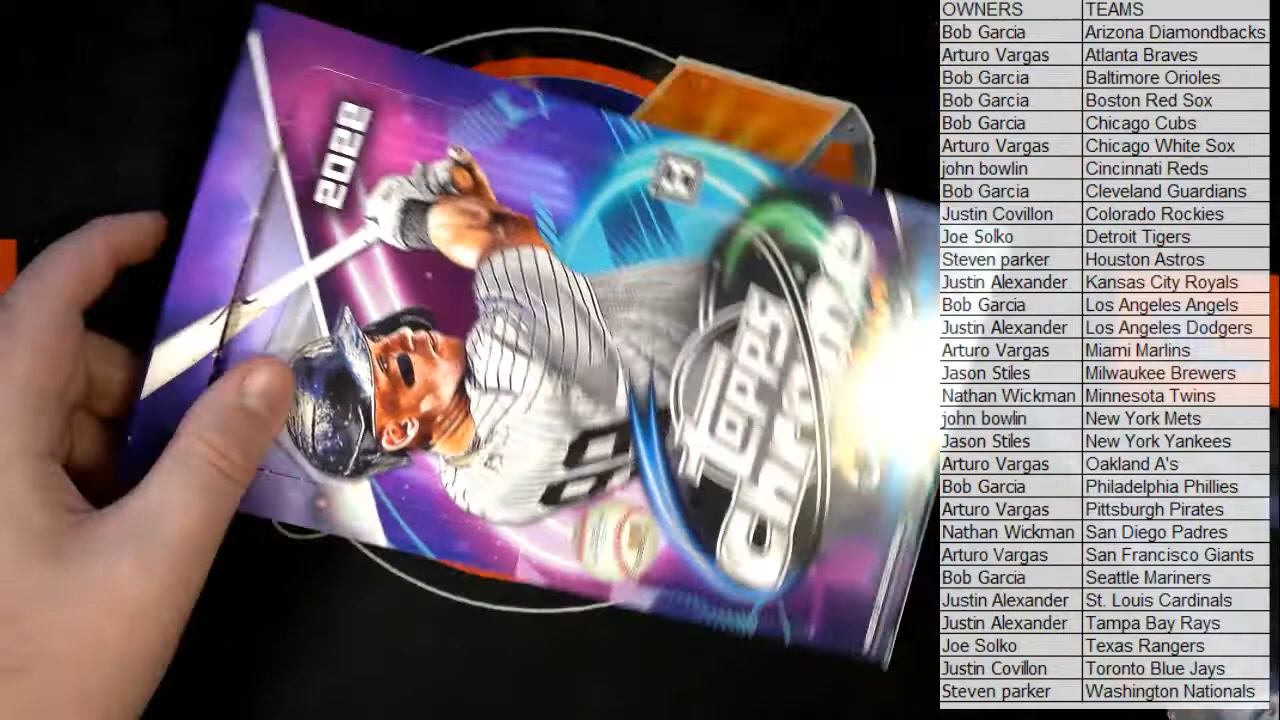 OWNERS TEAMS
Bob Garcia Arizona Diamondbacks
Arturo Vargas Atlanta Braves
Bob Garcia Baltimore Orioles
Bob Garcia Boston Red Sox
Bob Garcia Chicago Cubs
Arturo Vargas Chicago White Sox
john bowlin Cincinnati Reds
Bob Garcia Cleveland Guardians
Justin Covillon Colorado Rockies
Joe Solko Detroit Tigers
Steven parker Houston Astros
Justin Alexander Kansas City Royals
Bob Garcia Los Angeles Angels
Justin Alexander Los Angeles Dodgers
Arturo Vargas Miami Marlins
Jason Stiles Milwaukee Brewers
Nathan Wickman Minnesota Twins
john bowlin New York Mets
Jason Stiles New York Yankees
Arturo Vargas Oakland A's
Bob Garcia Philadelphia Phillies
Arturo Vargas Pittsburgh Pirates
Nathan Wickman San Diego Padres
Arturo Vargas San Francisco Giants
Bob Garcia Seattle Mariners
Justin Alexander St. Louis Cardinals
Justin Alexander Tampa Bay Rays
Joe Solko Texas Rangers
Justin Covillon Toronto Blue Jays
Steven parker Washington Nationals
2022
Topps
Chrome